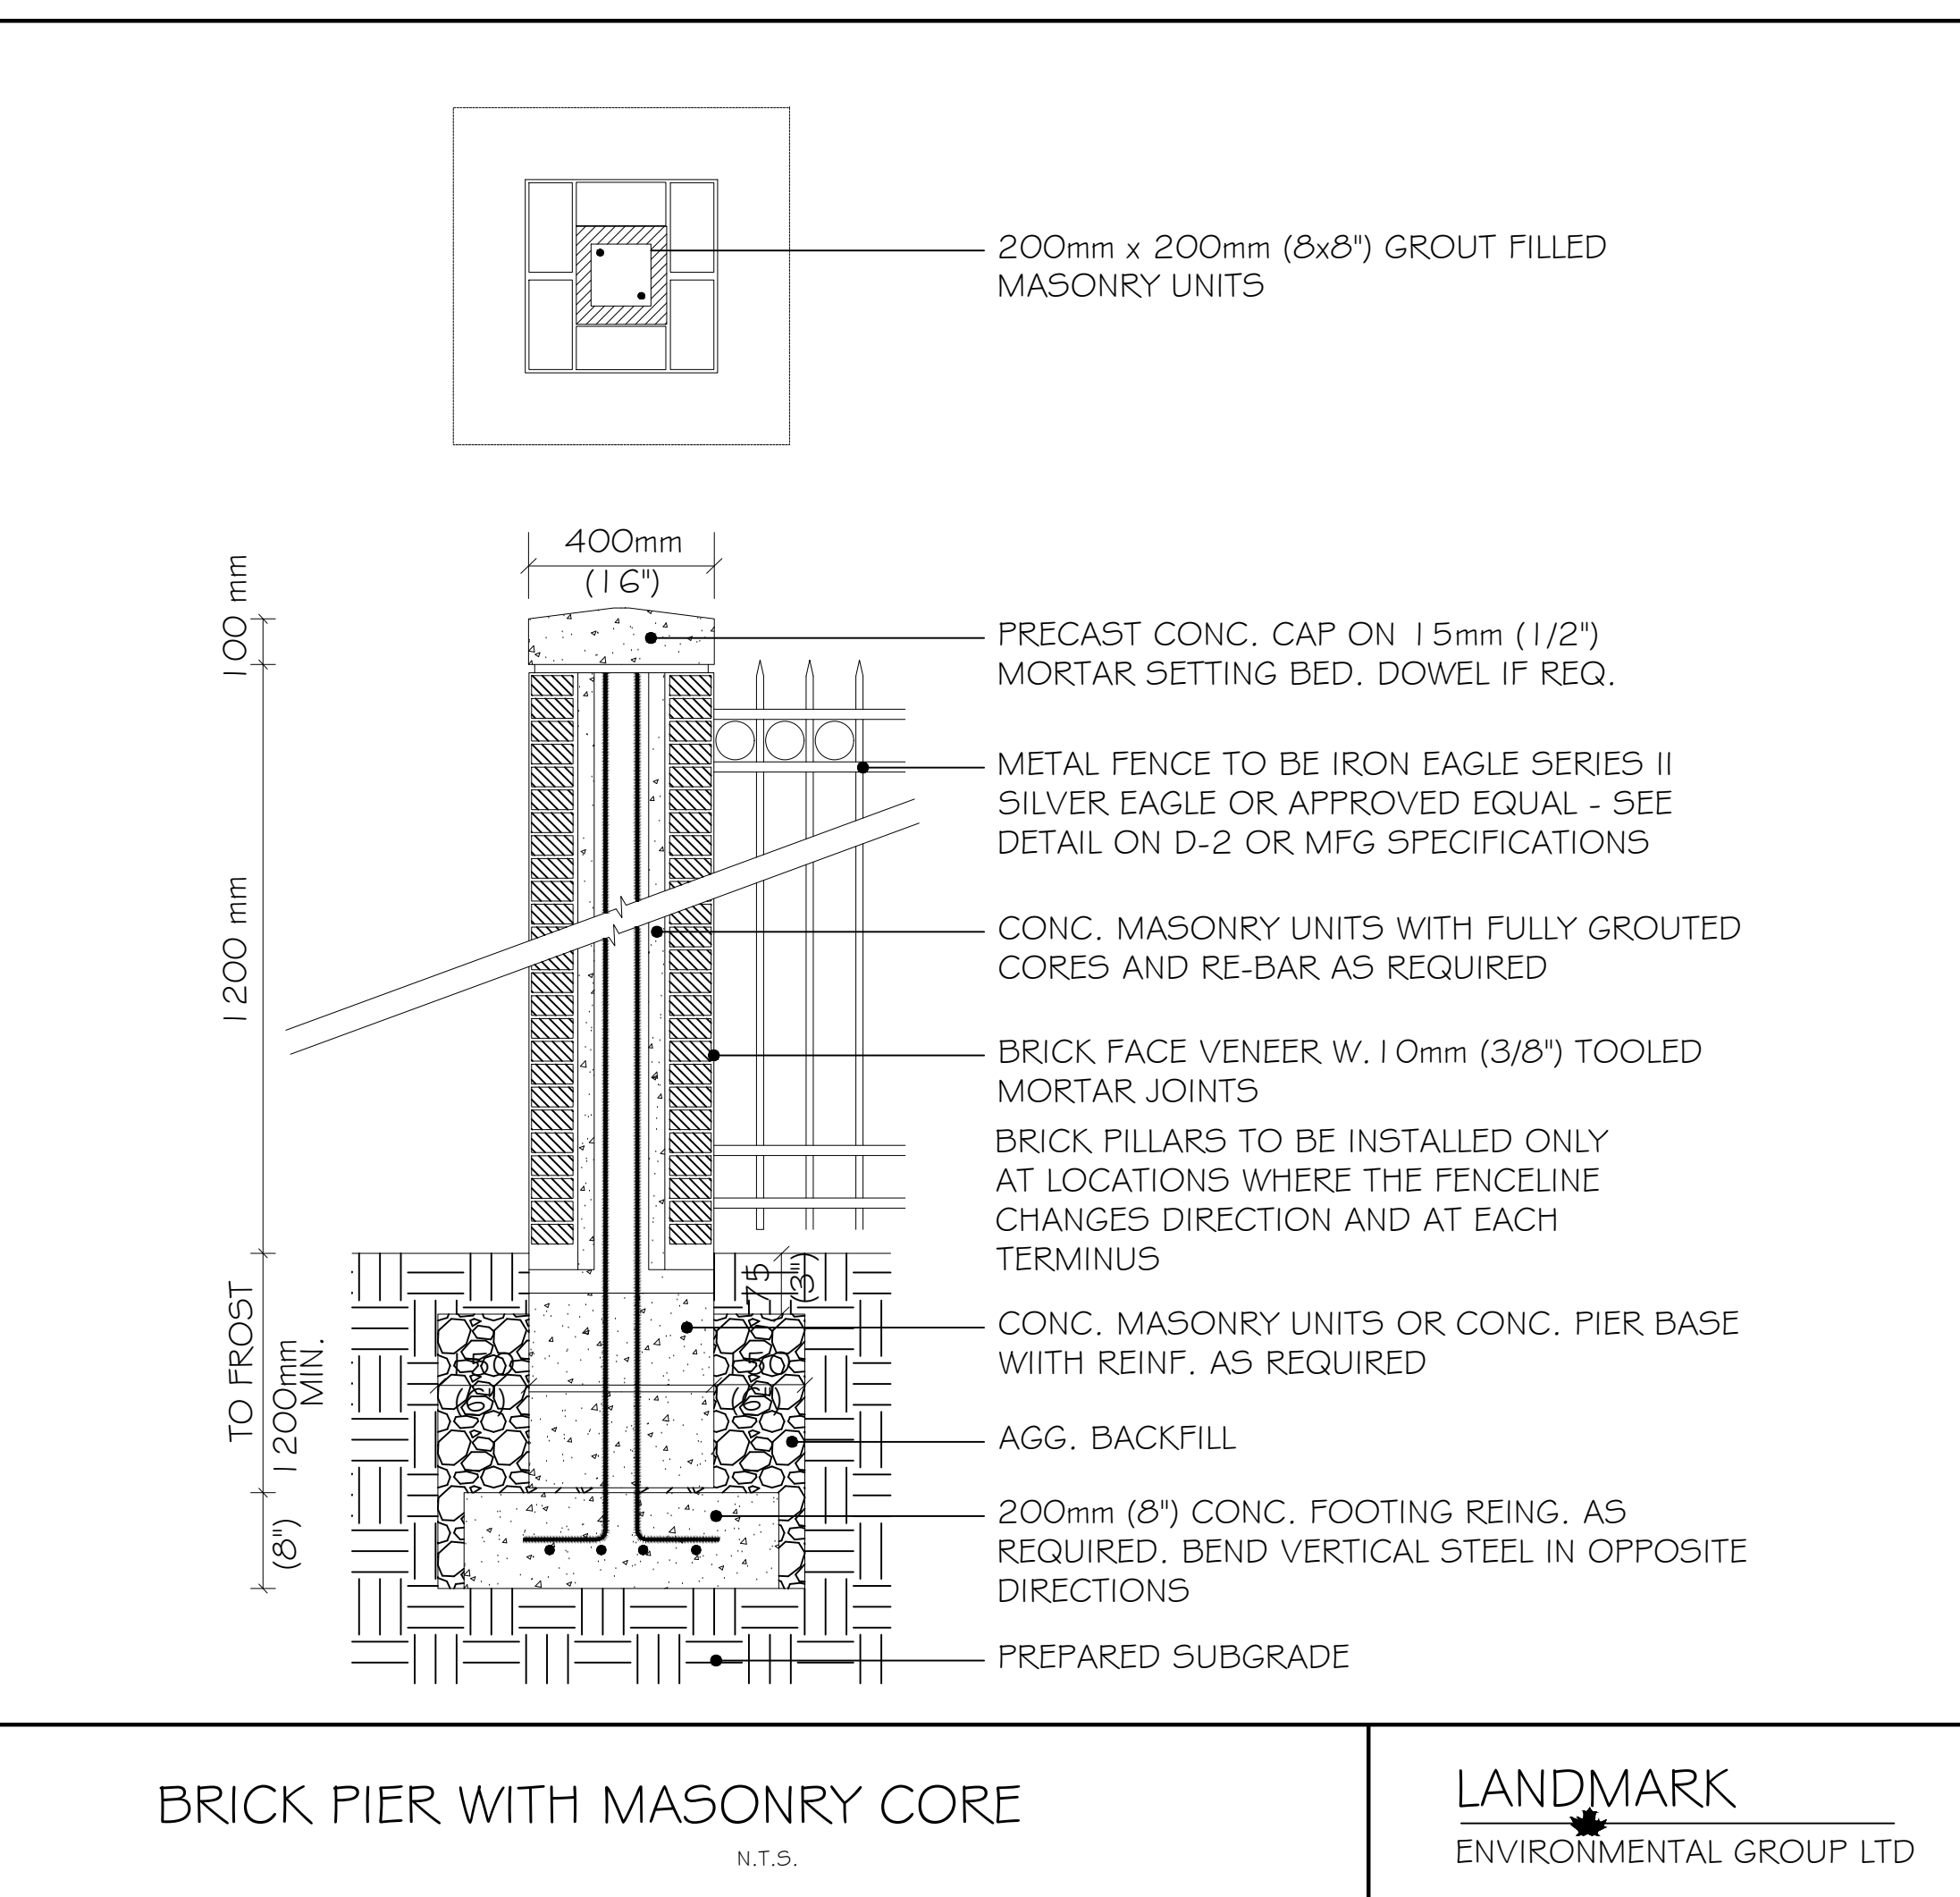 200mm x 200mm (8x8") GROUT FILLED
MASONRY UNITS
400mm
(16")
100 mm
PRECAST CONC. CAP ON 15mm (1/2")
MORTAR SETTING BED. DOWEL IF REQ.
METAL FENCE TO BE IRON EAGLE SERIES II
SILVER EAGLE OR APPROVED EQUAL - SEE
DETAIL ON D-2 OR MFG SPECIFICATIONS
1200 mm
CONC. MASONRY UNITS WITH FULLY GROUTED
CORES AND RE-BAR AS REQUIRED
BRICK FACE VENEER W.10mm (3/8") TOOLED
MORTAR JOINTS
BRICK PILLARS TO BE INSTALLED ONLY
AT LOCATIONS WHERE THE FENCELINE
CHANGES DIRECTION AND AT EACH
TERMINUS
75
(3")
TO FROST
1200mm
MIN.
CONC. MASONRY UNITS OR CONC. PIER BASE
WIITH REINF. AS REQUIRED
150
(6")
150
(6")
AGG. BACKFILL
(8")
200mm (8") CONC. FOOTING REING. AS
REQUIRED. BEND VERTICAL STEEL IN OPPOSITE
DIRECTIONS
PREPARED SUBGRADE
BRICK PIER WITH MASONRY CORE
N.T.S.
LANDMARK
ENVIRONMENTAL GROUP LTD